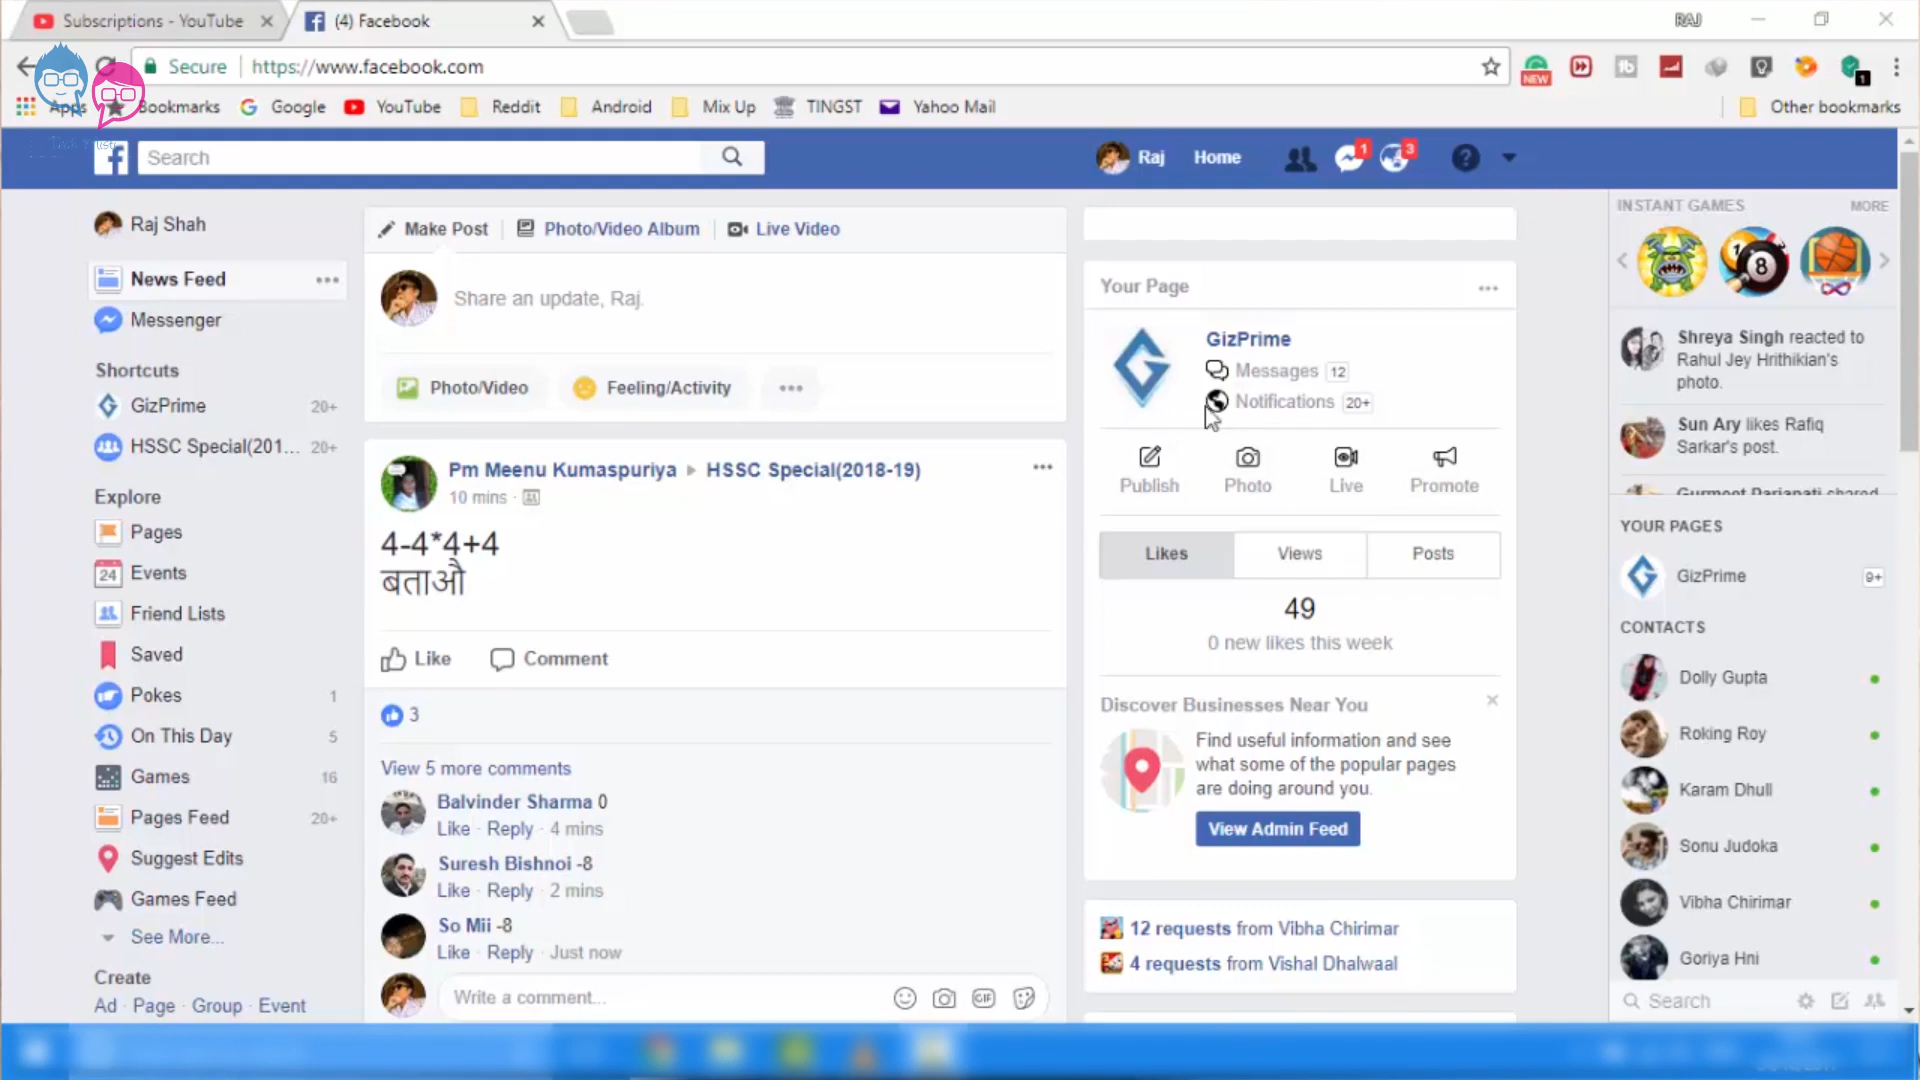 Subscriptions - YouTube
(4) Facebook
RAJ
Secure
https://www.facebook.com
NEW
1
Apps
Bookmarks
Google
YouTube
Reddit
Android
Mix Up
TINGST
Yahoo Mail
Other bookmarks
Search
Raj
Home
1
3
Raj Shah
News Feed
Messenger
Shortcuts
GizPrime 20+
HSSC Special(201... 20+
Explore
Pages
24 Events
Friend Lists
Saved
Pokes 1
On This Day 5
Games 16
Pages Feed 20+
Suggest Edits
Games Feed
See More...
Create
Ad · Page · Group · Event
Make Post
Photo/Video Album
Live Video
Share an update, Raj.
Photo/Video
Feeling/Activity
Pm Meenu Kumaspuriya ▸ HSSC Special(2018-19)
10 mins ·
4-4*4+4
बताऔ
Like
Comment
3
View 5 more comments
Balvinder Sharma 0
Like · Reply · 4 mins
Suresh Bishnoi -8
Like · Reply · 2 mins
So Mii -8
Like · Reply · Just now
Write a comment...
GIF
Your Page
GizPrime
Messages 12
Notifications 20+
Publish
Photo
Live
Promote
Likes
Views
Posts
49
0 new likes this week
Discover Businesses Near You
Find useful information and see
what some of the popular pages
are doing around you.
View Admin Feed
12 requests from Vibha Chirimar
4 requests from Vishal Dhalwaal
INSTANT GAMES
MORE
8
Shreya Singh reacted to
Rahul Jey Hrithikian's
photo.
Sun Ary likes Rafiq
Sarkar's post.
Gurmeet Parjapati shared
YOUR PAGES
GizPrime 9+
CONTACTS
Dolly Gupta
Roking Roy
Karam Dhull
Sonu Judoka
Vibha Chirimar
Goriya Hni
Search